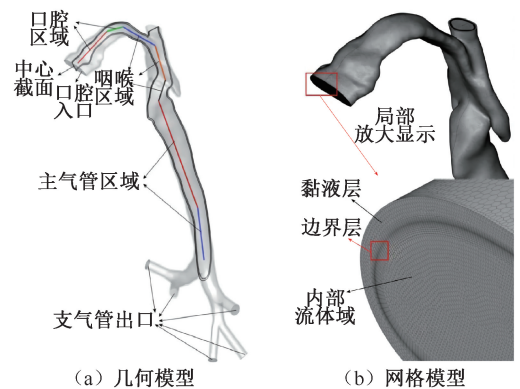 口腔
区域
中心
截面
口腔
入口
咽喉
区域
主气管区域
支气管出口
(a) 几何模型
局部
放大显示
黏液层
边界层
内部
流体域
(b) 网格模型